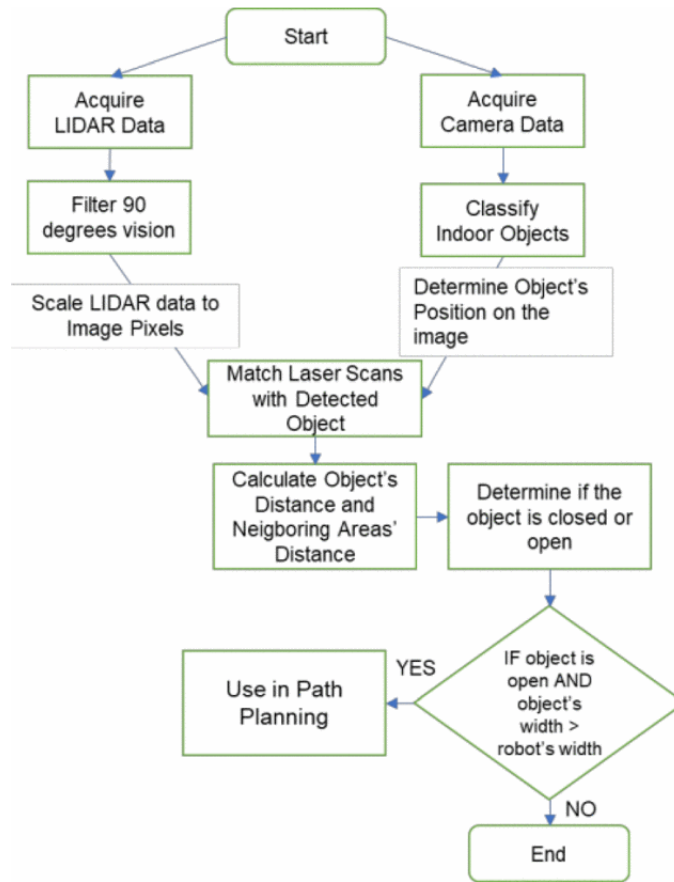 Start
Acquire
LIDAR Data
Acquire
Camera Data
Filter 90
degrees vision
Classify
Indoor Objects
Scale LIDAR data to
Image Pixels
Determine Object's
Position on the
image
Match Laser Scans
with Detected
Object
Calculate Object's
Distance and
Neigboring Areas'
Distance
Determine if the
object is closed or
open
IF object is
open AND
object's
width >
robot's width
YES
Use in Path
Planning
NO
End